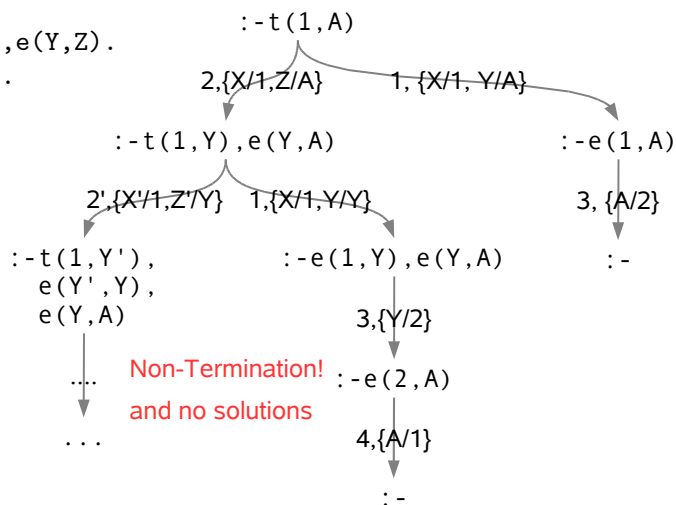 :-t(1,A)
,e(Y,Z).
.
2,{X/1,Z/A} 1, {X/1, Y/A}
:-t(1,Y),e(Y,A) :-e(1,A)
2',{X'/1,Z'/Y} 1,{X/1,Y/Y} 3, {A/2}
:-t(1,Y'), :-e(1,Y),e(Y,A) :-
e(Y',Y),
e(Y,A)
3,{Y/2}
.... Non-Termination! :-e(2,A)
and no solutions
... 4,{A/1}
:-